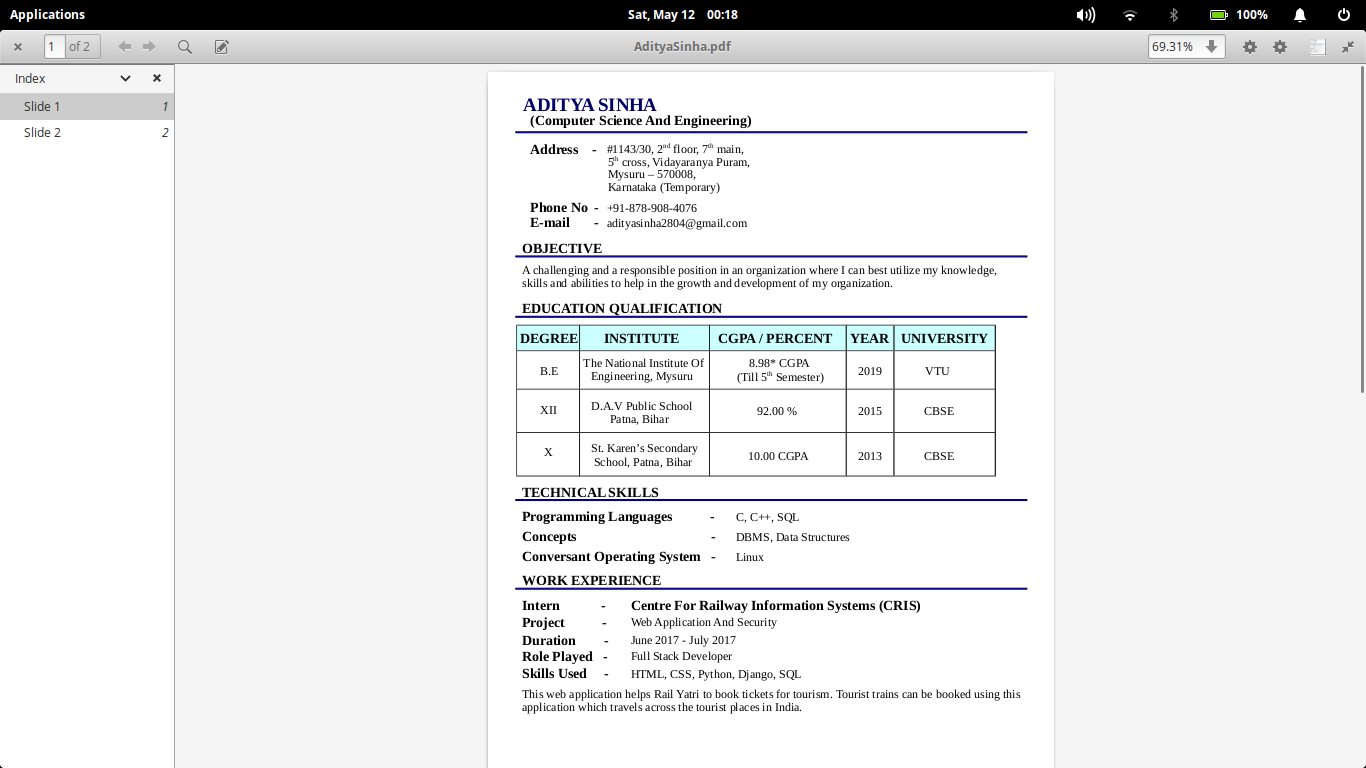 Applications
Sat, May 12 00:18
100%
1 of 2
AdityaSinha.pdf
69.31%
Index
Slide 1 1
Slide 2 2
ADITYA SINHA
(Computer Science And Engineering)
Address - #1143/30, 2nd floor, 7th main,
5th cross, Vidayaranya Puram,
Mysuru – 570008,
Karnataka (Temporary)
Phone No - +91-878-908-4076
E-mail - adityasinha2804@gmail.com
OBJECTIVE
A challenging and a responsible position in an organization where I can best utilize my knowledge,
skills and abilities to help in the growth and development of my organization.
EDUCATION QUALIFICATION
DEGREE INSTITUTE CGPA / PERCENT YEAR UNIVERSITY
B.E The National Institute Of Engineering, Mysuru 8.98* CGPA (Till 5th Semester) 2019 VTU
XII D.A.V Public School Patna, Bihar 92.00 % 2015 CBSE
X St. Karen’s Secondary School, Patna, Bihar 10.00 CGPA 2013 CBSE
TECHNICAL SKILLS
Programming Languages - C, C++, SQL
Concepts - DBMS, Data Structures
Conversant Operating System - Linux
WORK EXPERIENCE
Intern - Centre For Railway Information Systems (CRIS)
Project - Web Application And Security
Duration - June 2017 - July 2017
Role Played - Full Stack Developer
Skills Used - HTML, CSS, Python, Django, SQL
This web application helps Rail Yatri to book tickets for tourism. Tourist trains can be booked using this
application which travels across the tourist places in India.